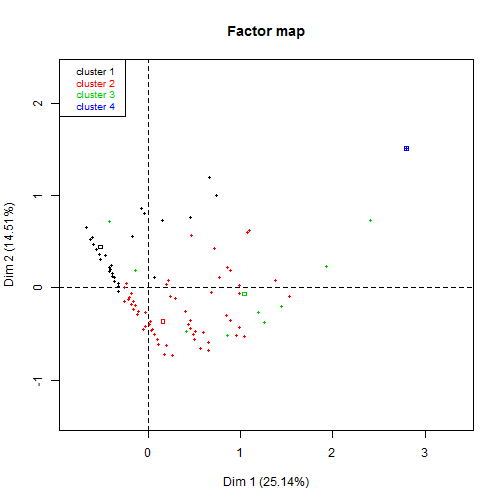 Factor map
cluster 1
cluster 2
cluster 3
cluster 4
2
1
0
-1
Dim 2 (14.51%)
0
1
2
3
Dim 1 (25.14%)